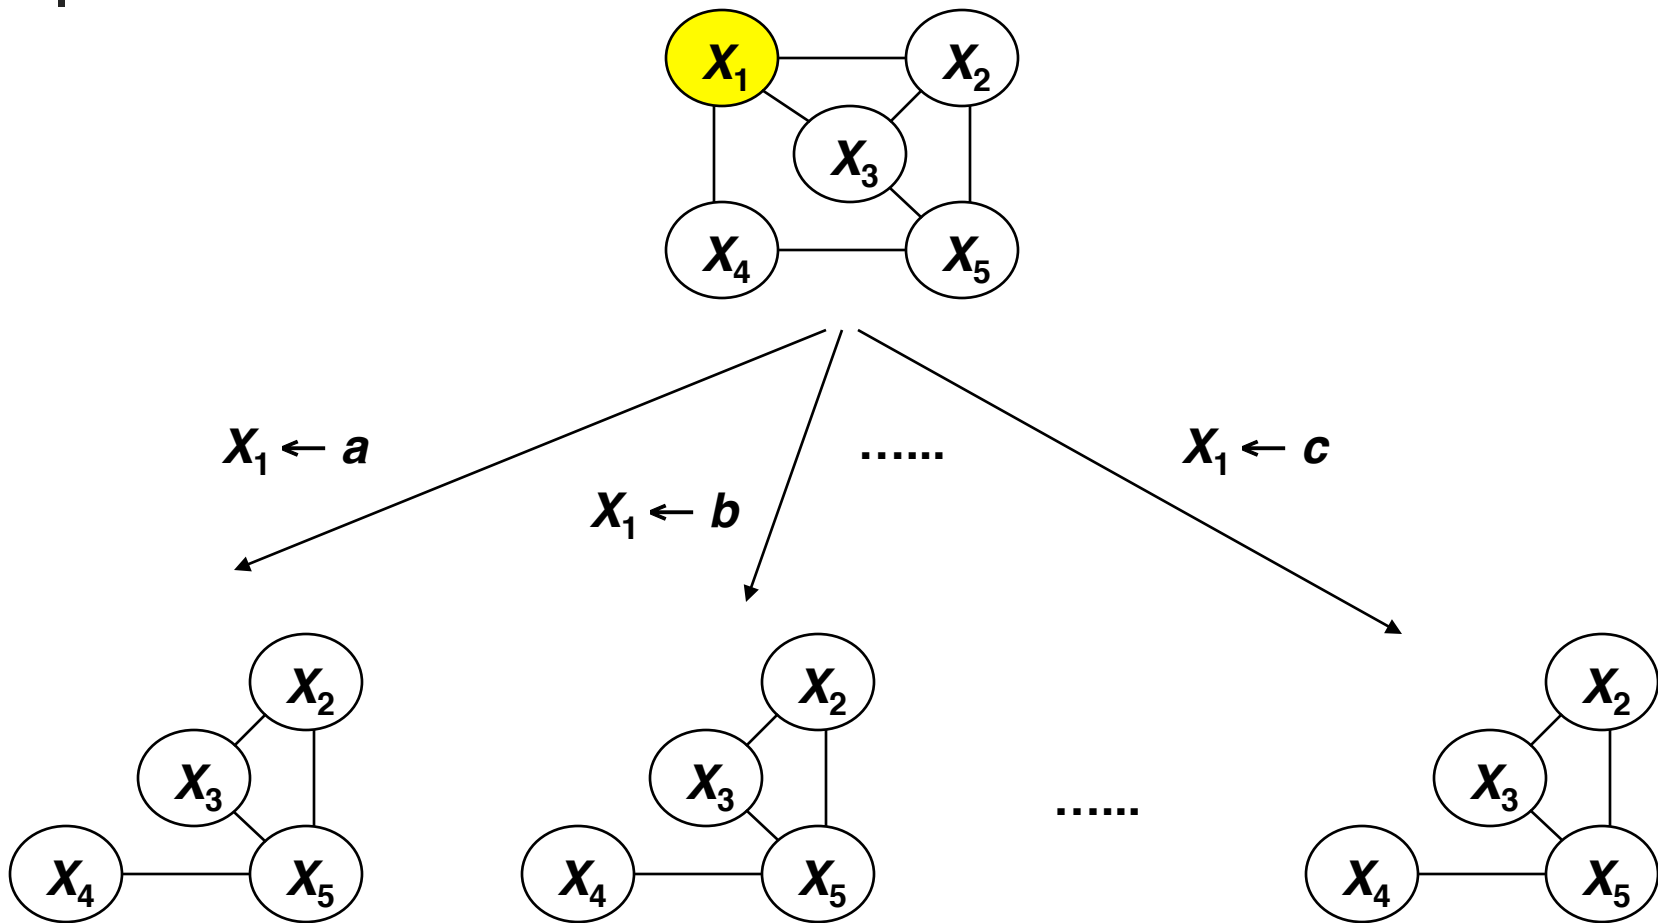 X1 X2
X3
X4 X5
X1 ← a
X1 ← b
…...
X1 ← c
X2 X2 X2
X3 X3 …... X3
X4 X5 X4 X5 X4 X5